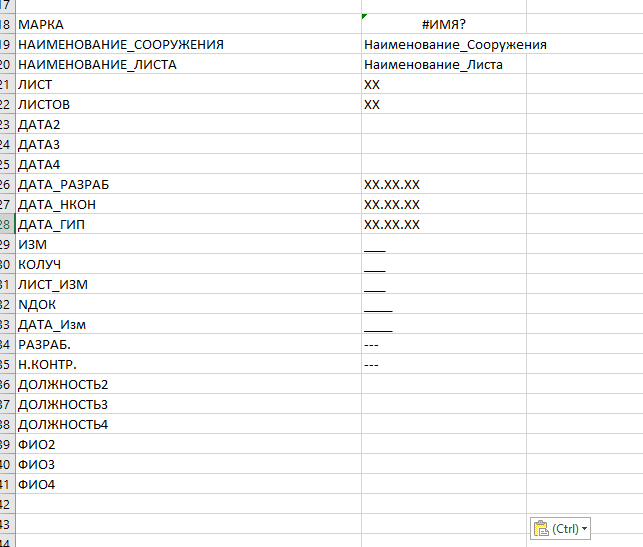 17
18 МАРКА #ИМЯ?
19 НАИМЕНОВАНИЕ_СООРУЖЕНИЯ Наименование_Сооружения
20 НАИМЕНОВАНИЕ_ЛИСТА Наименование_Листа
21 ЛИСТ XX
22 ЛИСТОВ XX
23 ДАТА2
24 ДАТА3
25 ДАТА4
26 ДАТА_РАЗРАБ XX.XX.XX
27 ДАТА_НКОН XX.XX.XX
28 ДАТА_ГИП XX.XX.XX
29 ИЗМ ___
30 КОЛУЧ ___
31 ЛИСТ_ИЗМ ___
32 NДОК ____
33 ДАТА_Изм ____
34 РАЗРАБ. ---
35 Н.КОНТР. ---
36 ДОЛЖНОСТЬ2
37 ДОЛЖНОСТЬ3
38 ДОЛЖНОСТЬ4
39 ФИО2
40 ФИО3
41 ФИО4
42
43 (Ctrl)
44